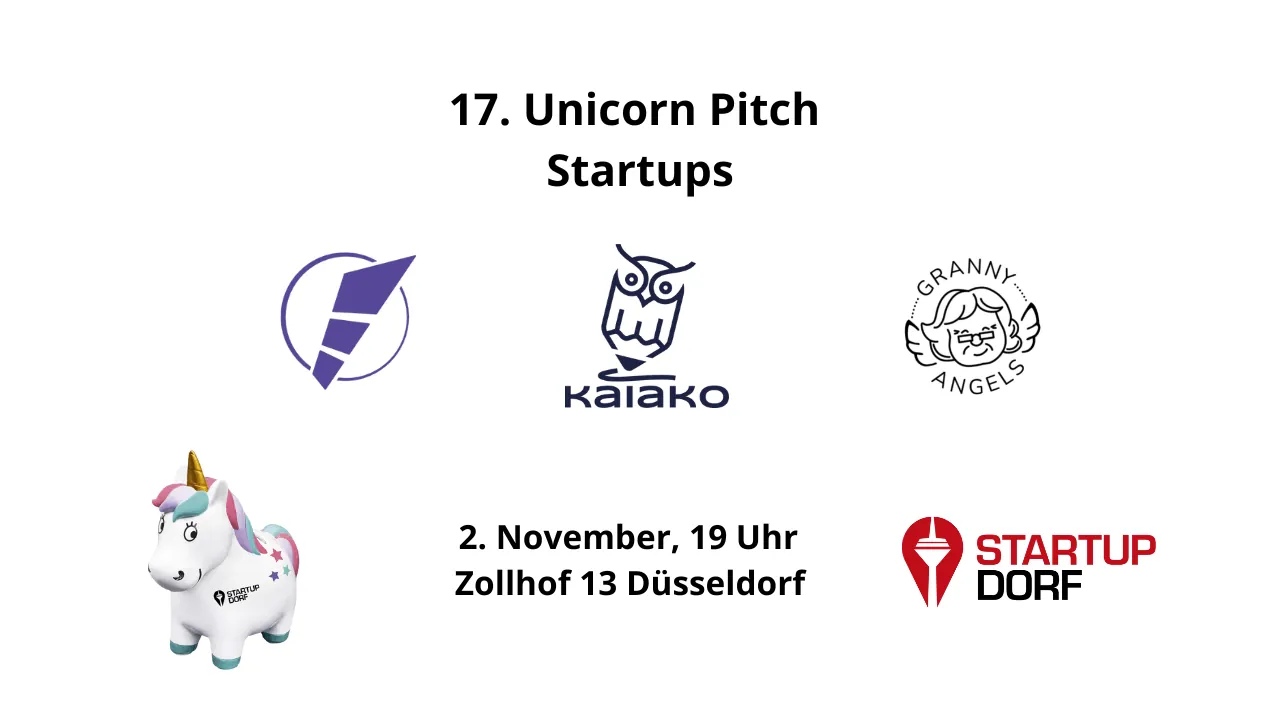 17. Unicorn Pitch
Startups
KAIAKO
GRANNY
ANGELS
2. November, 19 Uhr
Zollhof 13 Düsseldorf
STARTUP
DORF
STARTUP
DORF